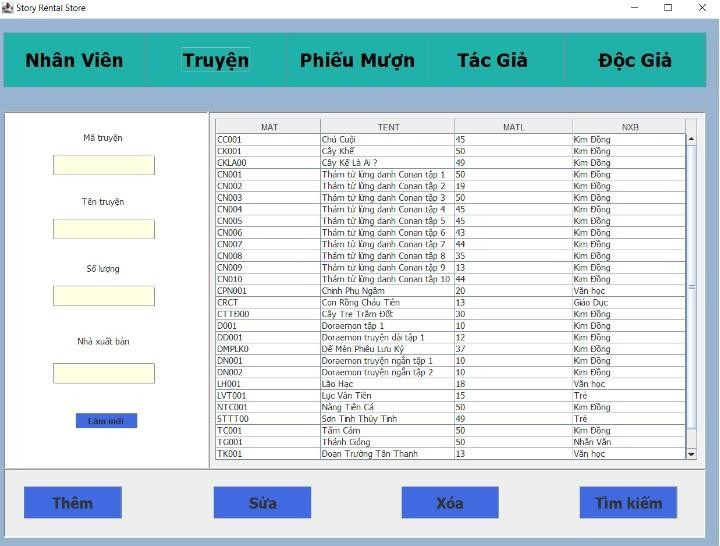 Story Rental Store
Nhân Viên Truyện Phiếu Mượn Tác Giả Độc Giả
Mã truyện
Tên truyện
Số lượng
Nhà xuất bản
Làm mới
MAT TENT MATL NXB
CC001 Chú Cuội 45 Kim Đồng
CK001 Cây Khế 50 Kim Đồng
CKLA00 Cây Kế Là Ai ? 49 Kim Đồng
CN001 Thám tử lừng danh Conan tập 1 50 Kim Đồng
CN002 Thám tử lừng danh Conan tập 2 19 Kim Đồng
CN003 Thám tử lừng danh Conan tập 3 50 Kim Đồng
CN004 Thám tử lừng danh Conan tập 4 45 Kim Đồng
CN005 Thám tử lừng danh Conan tập 5 45 Kim Đồng
CN006 Thám tử lừng danh Conan tập 6 43 Kim Đồng
CN007 Thám tử lừng danh Conan tập 7 44 Kim Đồng
CN008 Thám tử lừng danh Conan tập 8 35 Kim Đồng
CN009 Thám tử lừng danh Conan tập 9 13 Kim Đồng
CN010 Thám tử lừng danh Conan tập 10 44 Kim Đồng
CPN001 Chinh Phụ Ngâm 20 Văn học
CRCT Con Rồng Cháu Tiên 13 Giáo Dục
CTTĐ00 Cây Tre Trăm Đốt 30 Kim Đồng
D001 Doraemon tập 1 10 Kim Đồng
DD001 Doraemon truyện dài tập 1 12 Kim Đồng
DMPLK0 Dế Mèn Phiêu Lưu Ký 37 Kim Đồng
DN001 Doraemon truyện ngắn tập 1 10 Kim Đồng
DN002 Doraemon truyện ngắn tập 2 10 Kim Đồng
LH001 Lão Hạc 18 Văn học
LVT001 Lục Vân Tiên 15 Trẻ
NTC001 Nàng Tiên Cá 50 Kim Đồng
STTT00 Sơn Tinh Thủy Tinh 49 Trẻ
TC001 Tấm Cám 50 Kim Đồng
TG001 Thánh Gióng 50 Nhân Văn
TK001 Đoạn Trường Tân Thanh 13 Văn học
Thêm Sửa Xóa Tìm kiếm